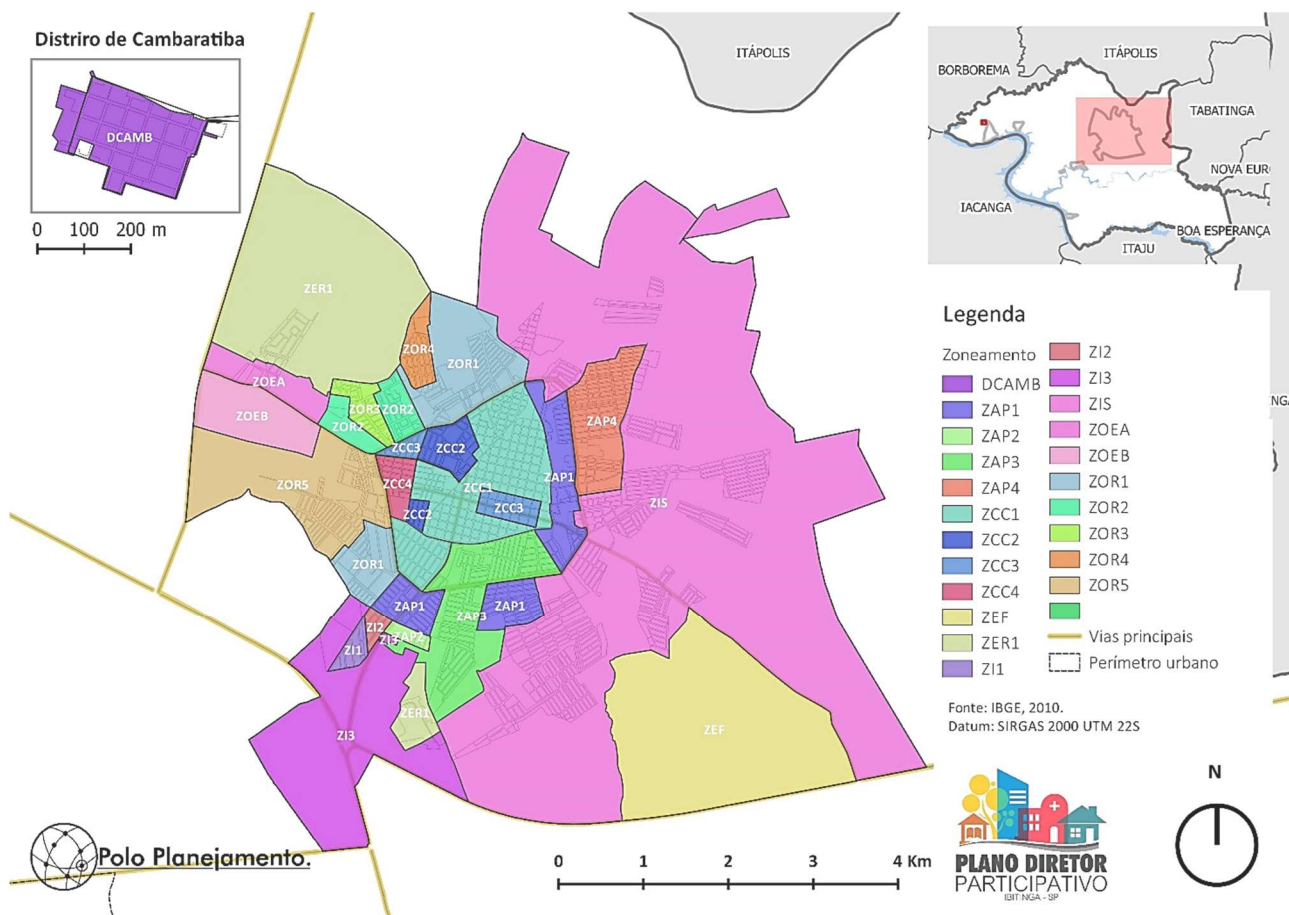 Distriro de Cambaratiba
DCAMB
0 100 200 m
ITÁPOLIS
ITÁPOLIS
BORBOREMA
TABATINGA
NOVA EUR
IACANGA
BOA ESPERANÇA
ITAJU
ZER1
ZOR4
ZOR1
ZOEA
ZOR3
ZOR2
ZOR2
ZOEB
ZAP4
ZCC3
ZCC2
ZAP1
ZOR5
ZCC4
ZCC1
ZCC3
ZCC2
ZIS
ZOR1
ZAP1
ZAP3
ZAP1
ZI2
ZI3
ZAP2
ZI1
ZER1
ZI3
ZEF
Legenda
Zoneamento
DCAMB
ZAP1
ZAP2
ZAP3
ZAP4
ZCC1
ZCC2
ZCC3
ZCC4
ZEF
ZER1
ZI1
ZI2
ZI3
ZIS
ZOEA
ZOEB
ZOR1
ZOR2
ZOR3
ZOR4
ZOR5
Vias principais
Perímetro urbano
Fonte: IBGE, 2010.
Datum: SIRGAS 2000 UTM 22S
Polo Planejamento.
0 1 2 3 4 Km
PLANO DIRETOR
PARTICIPATIVO
IBITINGA - SP
N